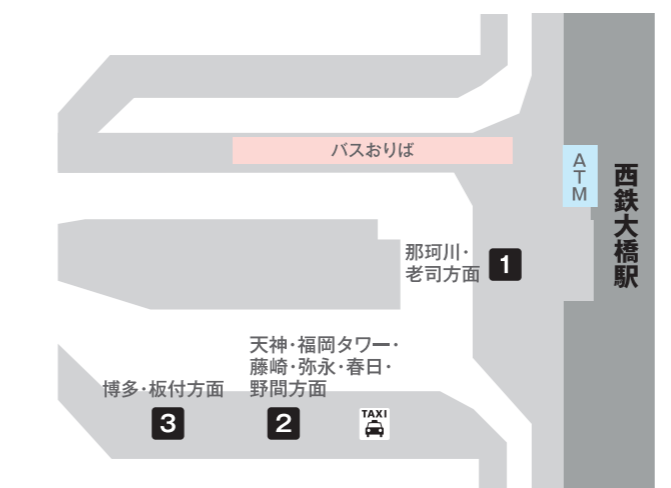 バスおりば
ATM
西鉄大橋駅
那珂川・
老司方面
1
天神・福岡タワー・
藤崎・弥永・春日・
野間方面
2
博多・板付方面
3
TAXI